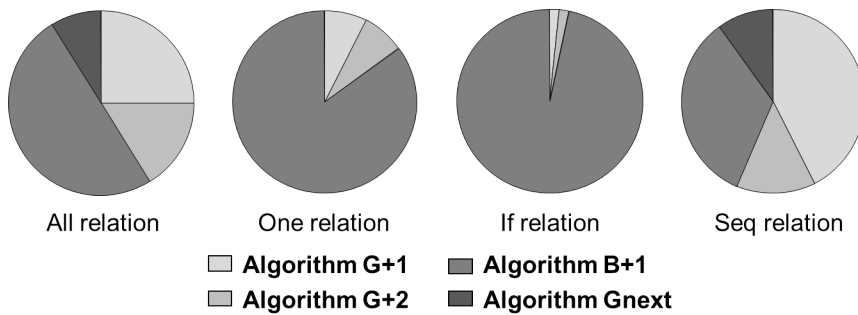 All relation
One relation
If relation
Seq relation
Algorithm G+1
Algorithm B+1
Algorithm G+2
Algorithm Gnext